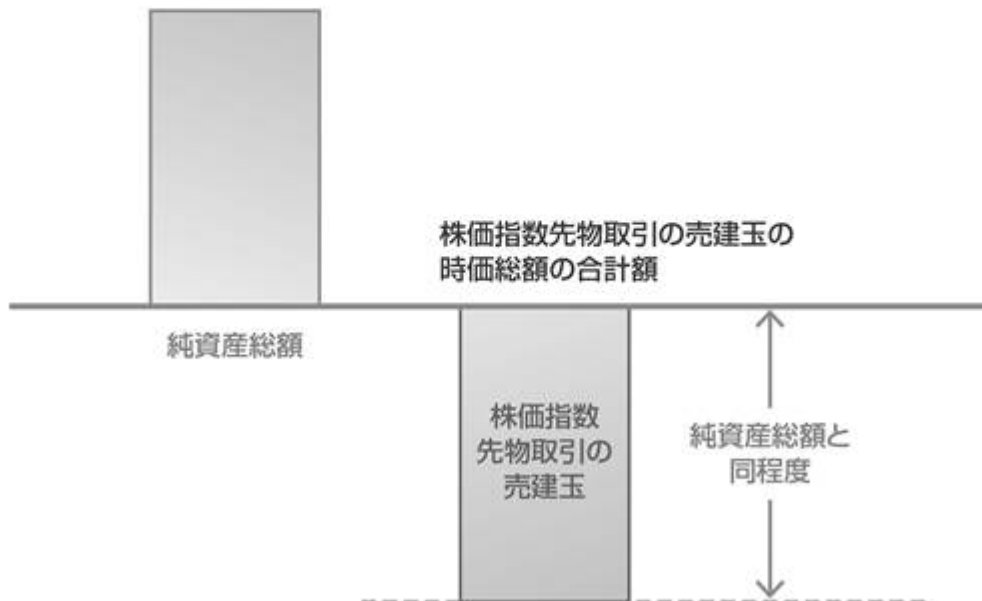 株価指数先物取引の売建玉の
時価総額の合計額
純資産総額
株価指数
先物取引の
売建玉
純資産総額と
同程度